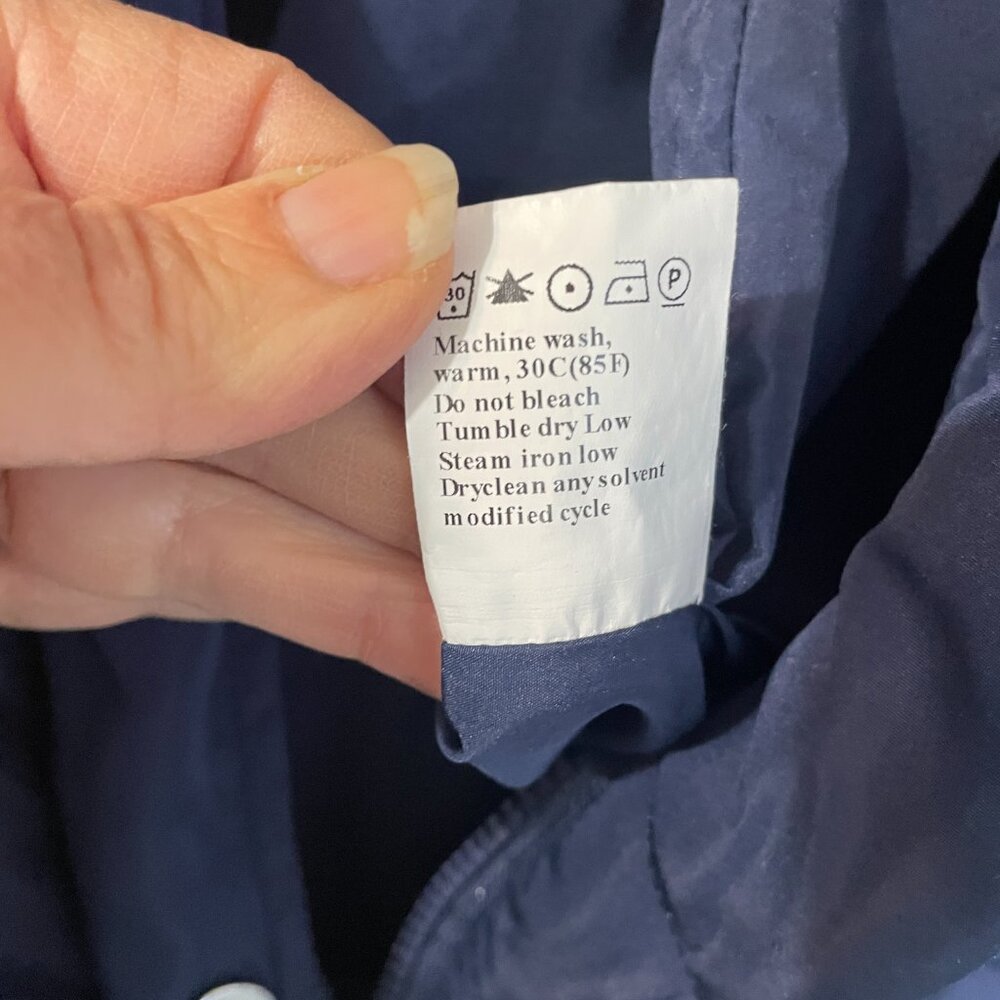 30 P
Machine wash,
warm, 30C(85F)
Do not bleach
Tumble dry Low
Steam iron low
Dryclean any solvent
modified cycle